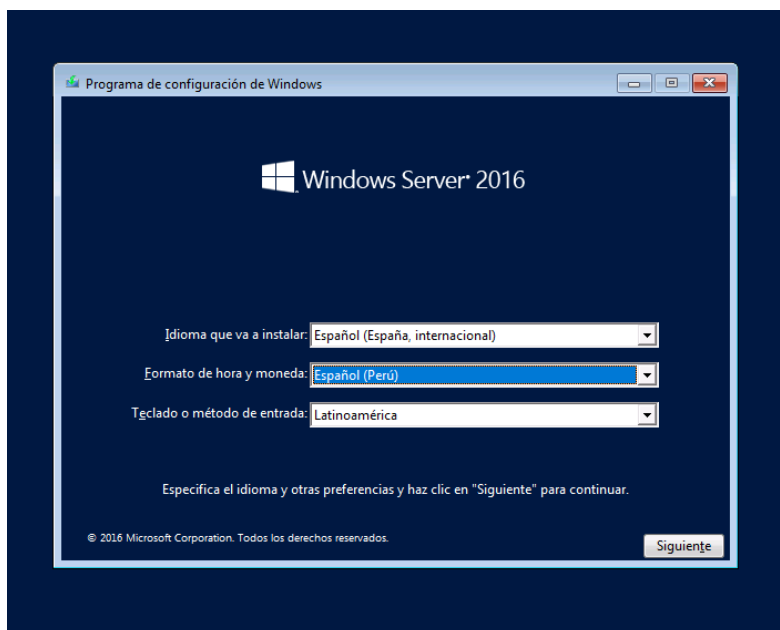 Programa de configuración de Windows
Windows Server 2016
Idioma que va a instalar: Español (España, internacional)
Formato de hora y moneda: Español (Perú)
Teclado o método de entrada: Latinoamérica
Especifica el idioma y otras preferencias y haz clic en "Siguiente" para continuar.
© 2016 Microsoft Corporation. Todos los derechos reservados.
Siguiente